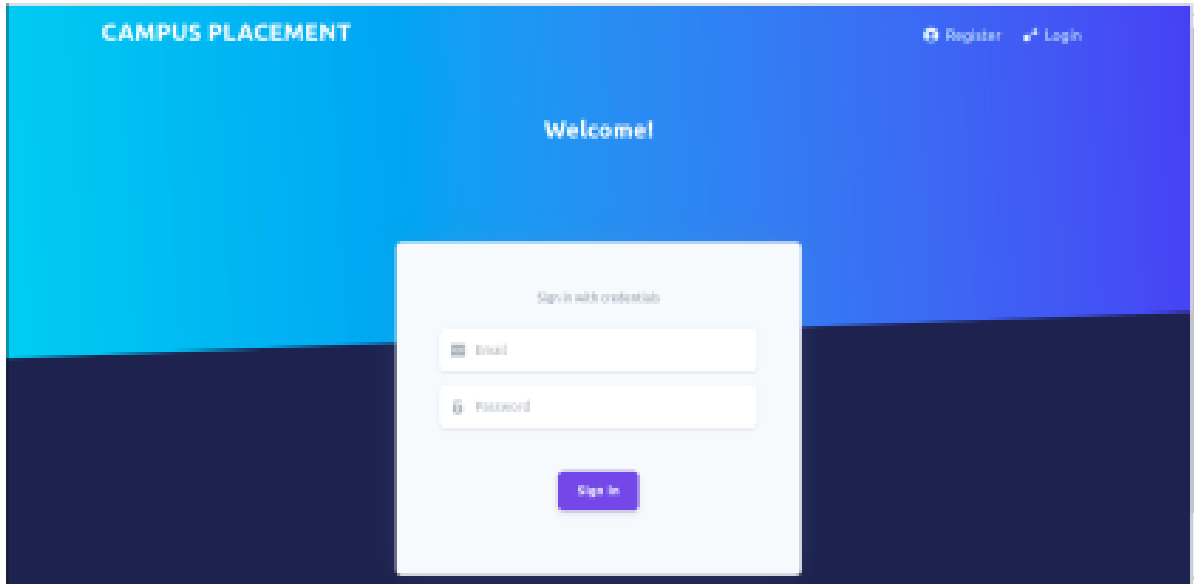 CAMPUS PLACEMENT
Register Login
Welcome!
Sign in with credentials
Email
Password
Sign in